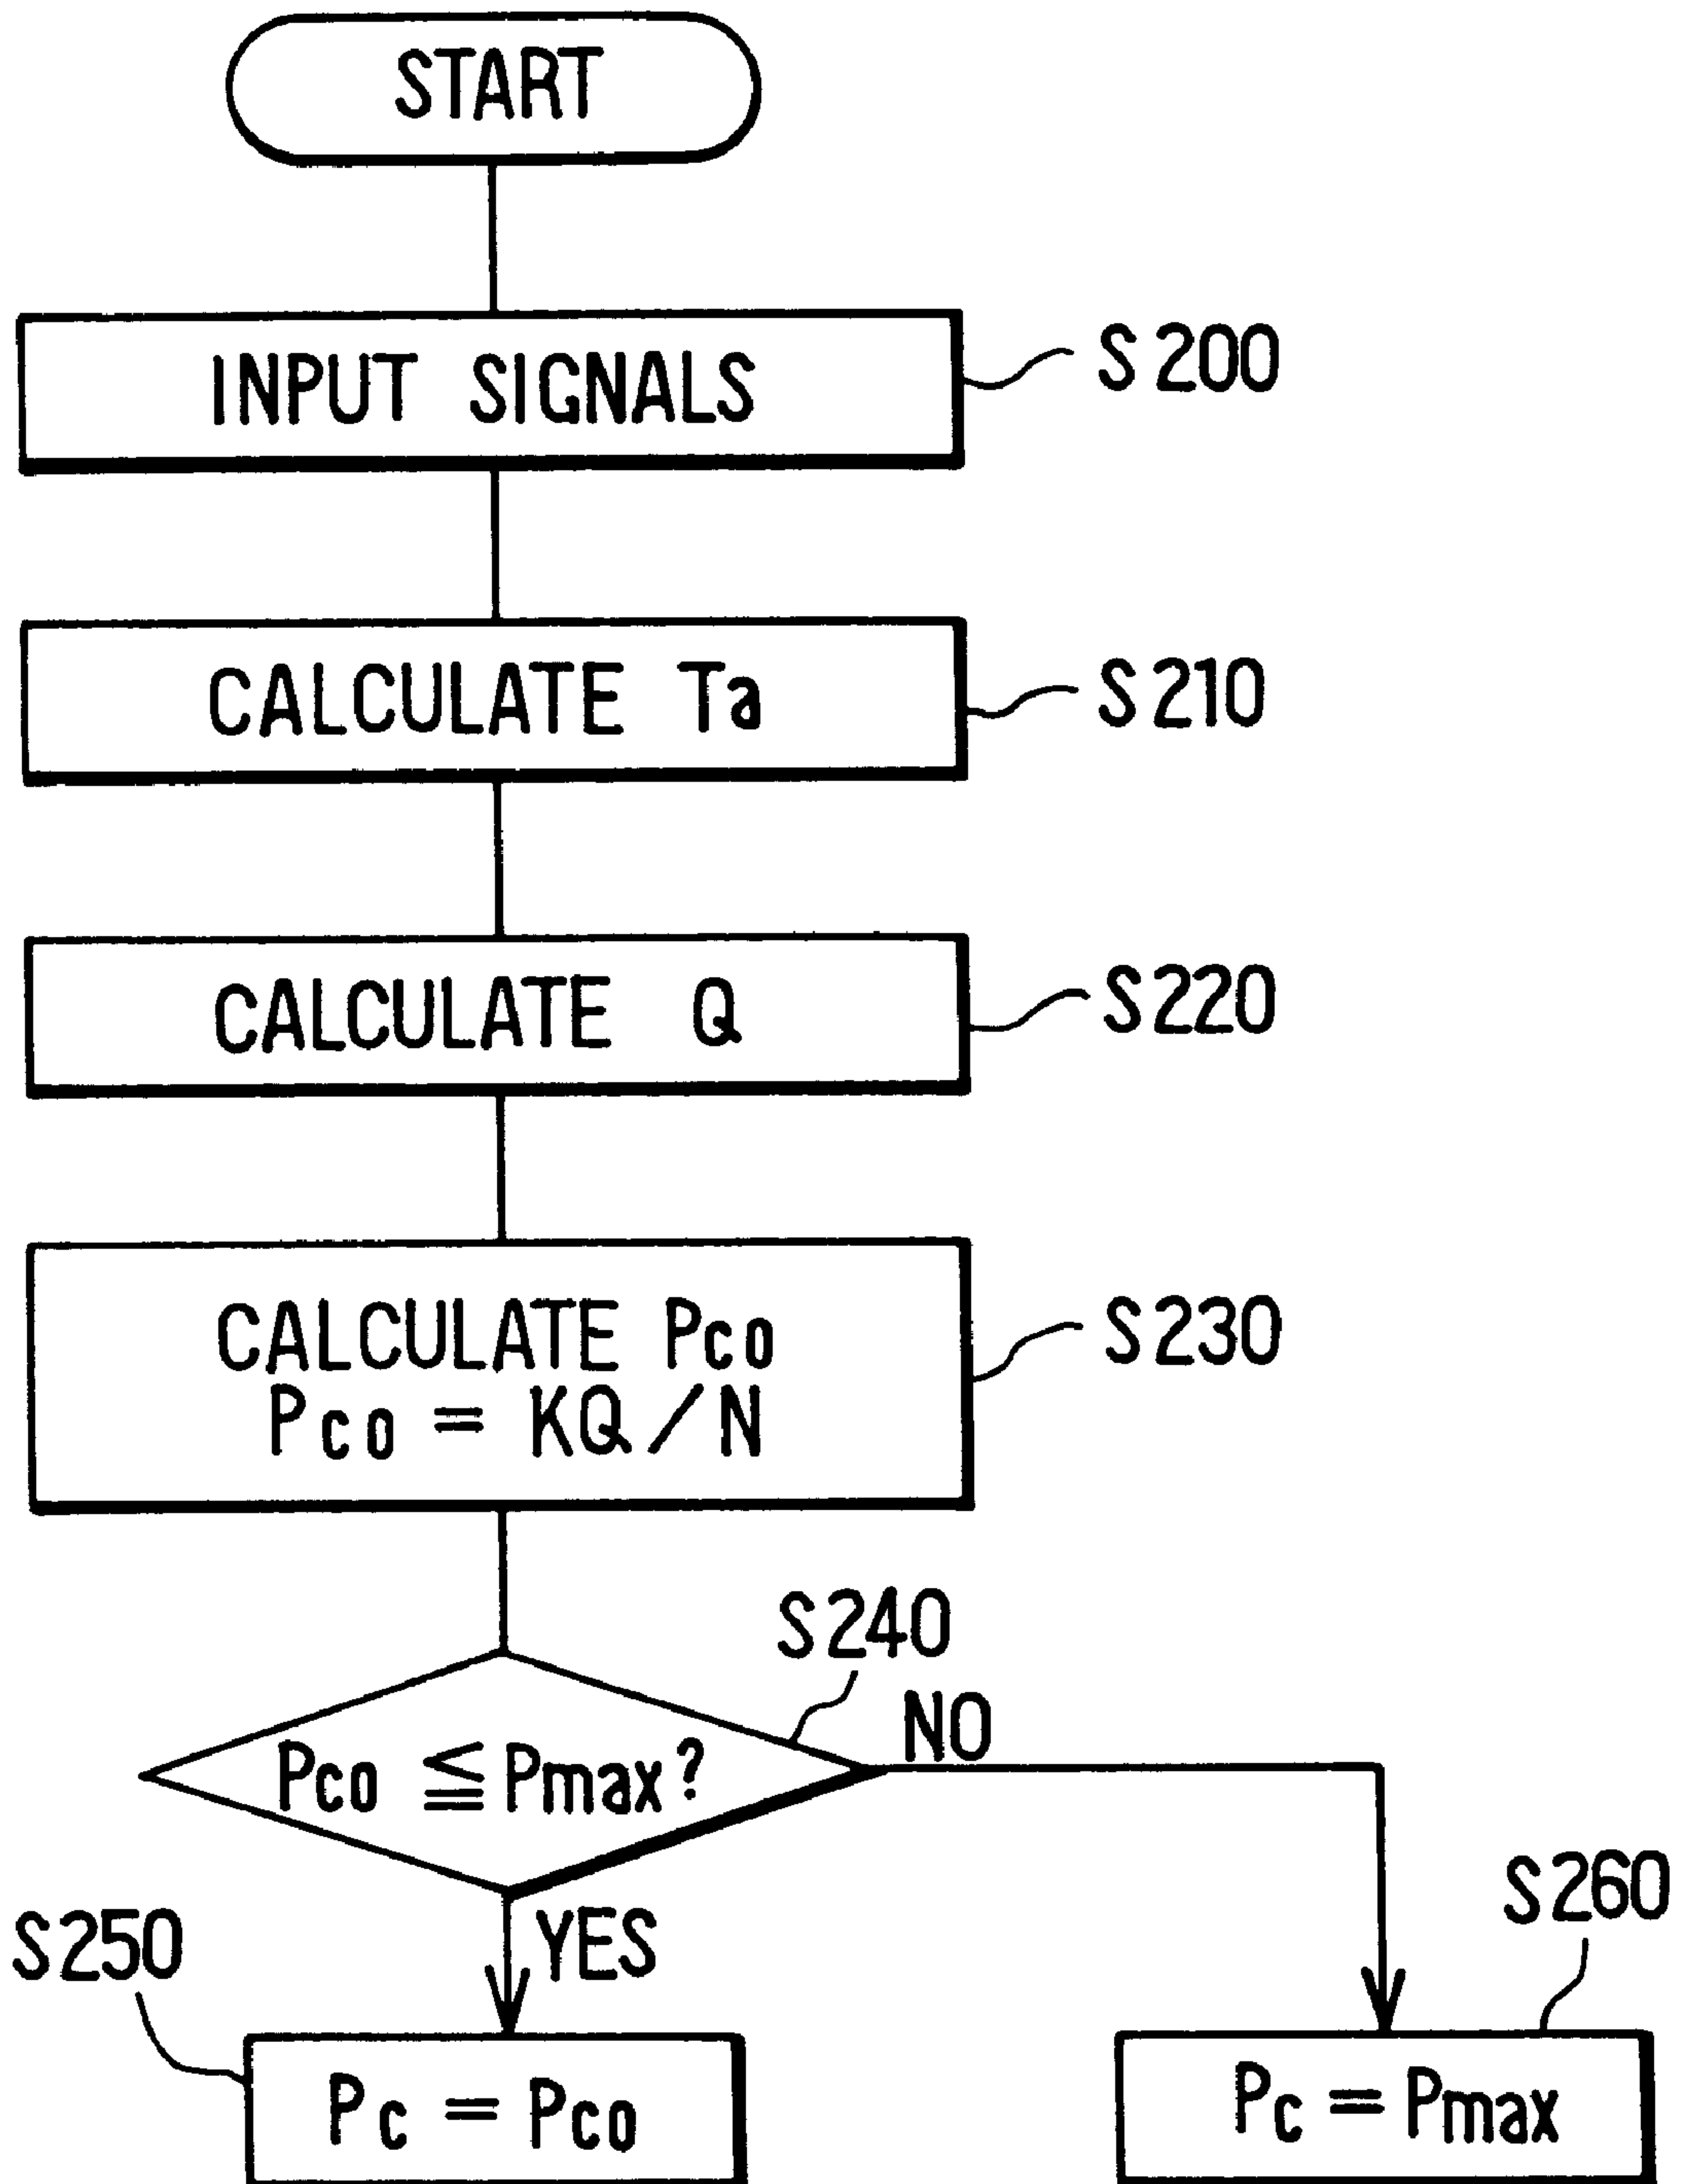 START
INPUT SIGNALS
S200
CALCULATE Ta
S210
CALCULATE Q
S220
CALCULATE Pco
Pco = KQ/N
S230
S240
Pco ≦ Pmax?
NO
YES
S250
Pc = Pco
S260
Pc = Pmax